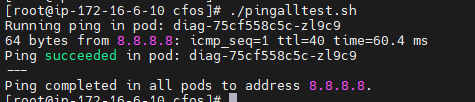 [root@ip-172-16-6-10 cfos]# ./pingalltest.sh
Running ping in pod: diag-75cf558c5c-zl9c9
64 bytes from 8.8.8.8: icmp_seq=1 ttl=40 time=60.4 ms
Ping succeeded in pod: diag-75cf558c5c-zl9c9
---
Ping completed in all pods to address 8.8.8.8.
[root@ip-172-16-6-10 cfos]#